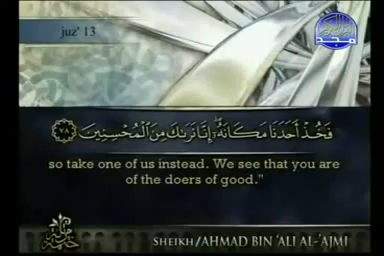 juz' 13
فَخُذْ أَحَدَنَا مَكَانَهُۥٓ ۖ إِنَّا نَرَىٰكَ مِنَ ٱلْمُحْسِنِينَ ٧٨
so take one of us instead. We see that you are
of the doers of good."
SHEIKH/AHMAD BIN 'ALI AL-'AJMI